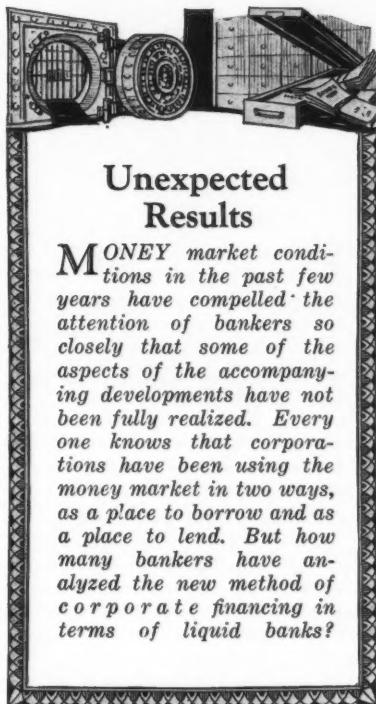 Unexpected
Results
MONEY market condi-
tions in the past few
years have compelled the
attention of bankers so
closely that some of the
aspects of the accompany-
ing developments have not
been fully realized. Every
one knows that corpora-
tions have been using the
money market in two ways,
as a place to borrow and as
a place to lend. But how
many bankers have an-
alyzed the new method of
corporate financing in
terms of liquid banks?